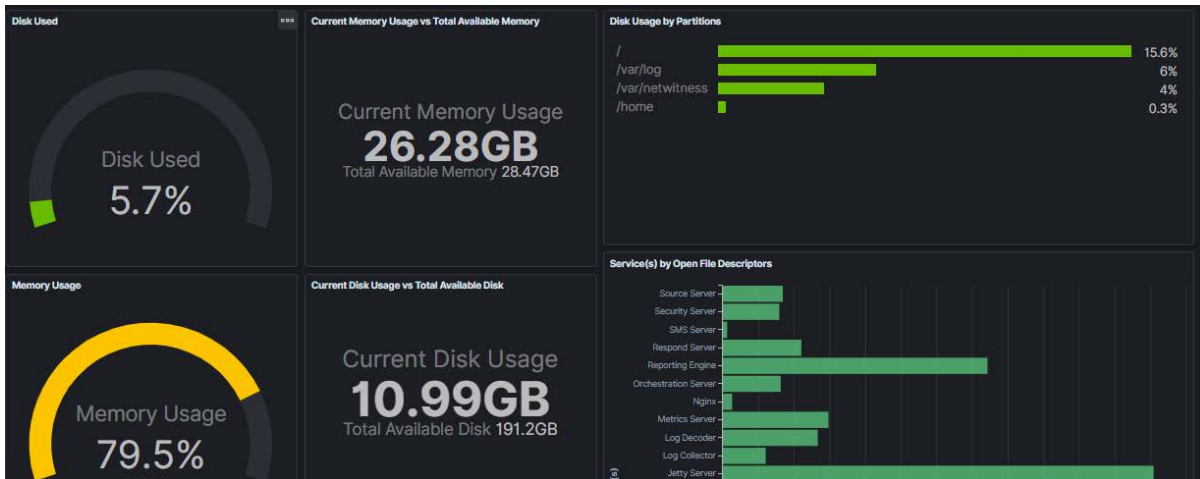 Disk Used
Disk Used
5.7%
Current Memory Usage vs Total Available Memory
Current Memory Usage
26.28GB
Total Available Memory 28.47GB
Disk Usage by Partitions
/ 15.6%
/var/log 6%
/var/netwitness 4%
/home 0.3%
Memory Usage
Memory Usage
79.5%
Current Disk Usage vs Total Available Disk
Current Disk Usage
10.99GB
Total Available Disk 191.2GB
Service(s) by Open File Descriptors
Source Server
Security Server
SMS Server
Respond Server
Reporting Engine
Orchestration Server
Nginx
Metrics Server
Log Decoder
Log Collector
Jetty Server